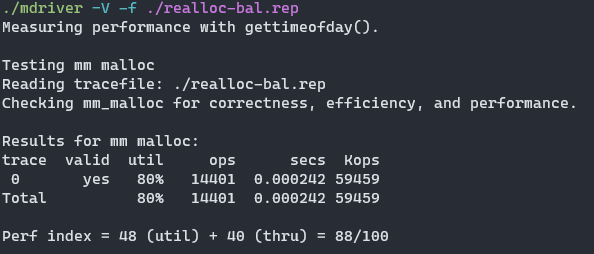 ./mdriver -V -f ./realloc-bal.rep
Measuring performance with gettimeofday().

Testing mm malloc
Reading tracefile: ./realloc-bal.rep
Checking mm_malloc for correctness, efficiency, and performance.

Results for mm malloc:
trace  valid  util     ops      secs  Kops
 0       yes   80%   14401  0.000242 59459
Total          80%   14401  0.000242 59459

Perf index = 48 (util) + 40 (thru) = 88/100